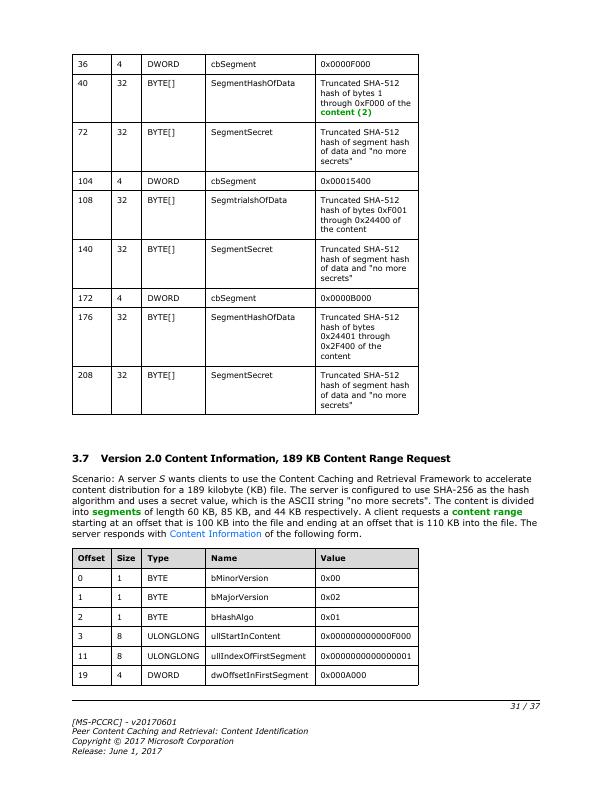 36 4 DWORD cbSegment 0x0000F000
40 32 BYTE[] SegmentHashOfData Truncated SHA-512
hash of bytes 1
through 0xF000 of the
content (2)
72 32 BYTE[] SegmentSecret Truncated SHA-512
hash of segment hash
of data and "no more
secrets"
104 4 DWORD cbSegment 0x00015400
108 32 BYTE[] SegmtrialshOfData Truncated SHA-512
hash of bytes 0xF001
through 0x24400 of
the content
140 32 BYTE[] SegmentSecret Truncated SHA-512
hash of segment hash
of data and "no more
secrets"
172 4 DWORD cbSegment 0x0000B000
176 32 BYTE[] SegmentHashOfData Truncated SHA-512
hash of bytes
0x24401 through
0x2F400 of the
content
208 32 BYTE[] SegmentSecret Truncated SHA-512
hash of segment hash
of data and "no more
secrets"
3.7 Version 2.0 Content Information, 189 KB Content Range Request
Scenario: A server S wants clients to use the Content Caching and Retrieval Framework to accelerate
content distribution for a 189 kilobyte (KB) file. The server is configured to use SHA-256 as the hash
algorithm and uses a secret value, which is the ASCII string "no more secrets". The content is divided
into segments of length 60 KB, 85 KB, and 44 KB respectively. A client requests a content range
starting at an offset that is 100 KB into the file and ending at an offset that is 110 KB into the file. The
server responds with Content Information of the following form.
Offset Size Type Name Value
0 1 BYTE bMinorVersion 0x00
1 1 BYTE bMajorVersion 0x02
2 1 BYTE bHashAlgo 0x01
3 8 ULONGLONG ullStartInContent 0x000000000000F000
11 8 ULONGLONG ullIndexOfFirstSegment 0x0000000000000001
19 4 DWORD dwOffsetInFirstSegment 0x000A000
31 / 37
[MS-PCCRC] - v20170601
Peer Content Caching and Retrieval: Content Identification
Copyright © 2017 Microsoft Corporation
Release: June 1, 2017